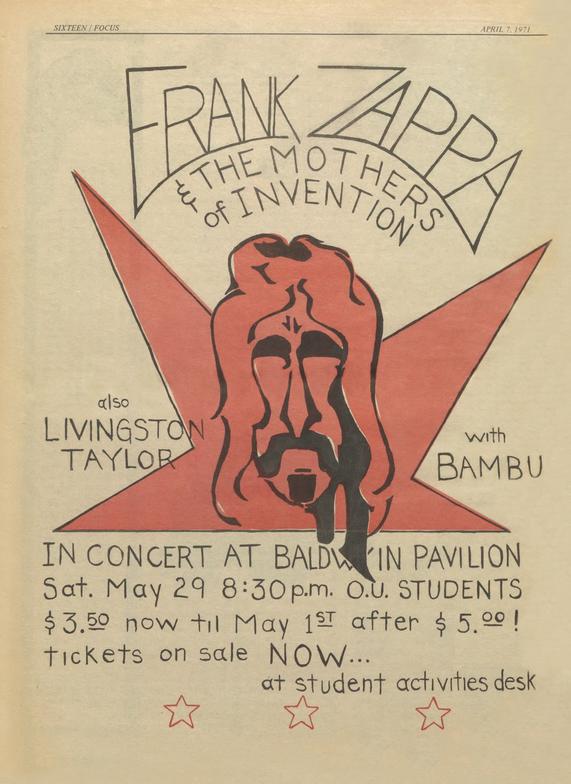 SIXTEEN / FOCUS
APRIL 7, 1971
FRANK ZAPPA
& THE MOTHERS
of INVENTION
also
LIVINGSTON
TAYLOR
with
BAMBU
IN CONCERT AT BALDWIN PAVILION
Sat. May 29 8:30p.m. O.U. STUDENTS
$3.50 now til May 1ST after $5.00!
tickets on sale NOW...
at student activities desk